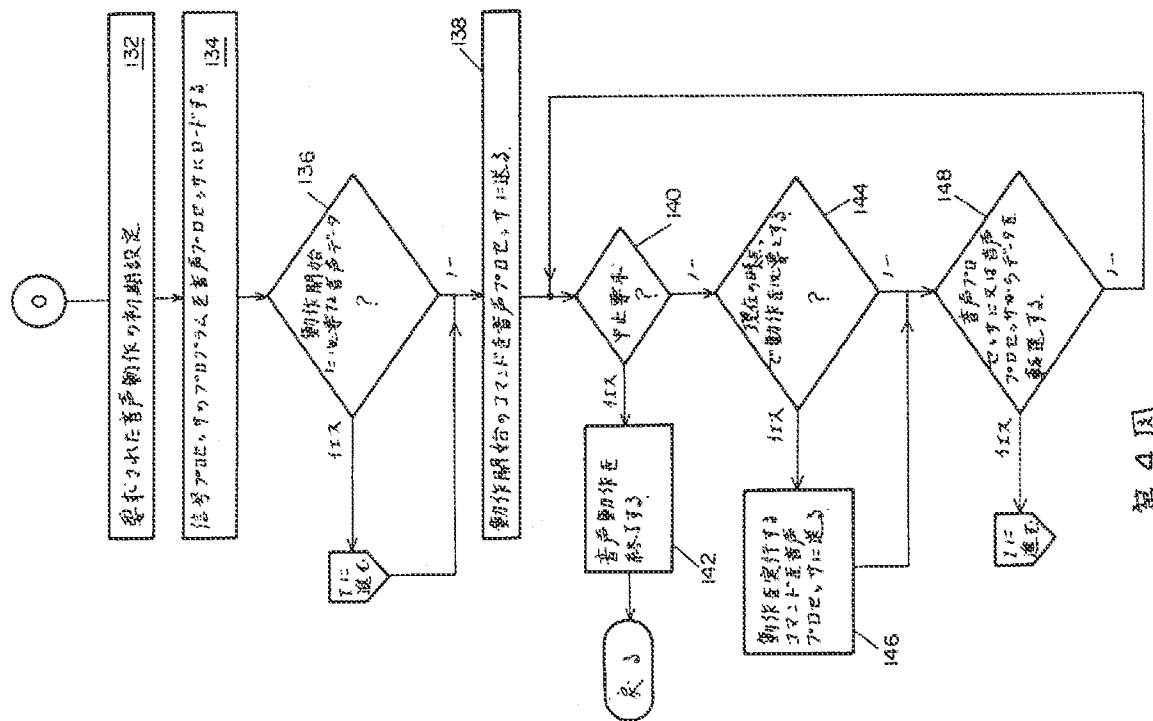 O
132
要求された音声動作の初期設定
134
信号プロセッサのプログラムを音声プロセッサにロードする
136
動作開始
に必要な音声データ
?
イエス
ノー
Tに
進む
138
動作開始のコマンドを音声プロセッサに送る
140
中止要求
?
イエス
ノー
音声動作を
終了する
142
戻る
144
現在の時点
で動作を必要とする
?
イエス
ノー
動作を実行する
コマンドを音声
プロセッサに送る
146
148
音声プロ
セッサに又は音声
プロセッサからデータを
転送する
イエス
ノー
Tに
進む
第4図